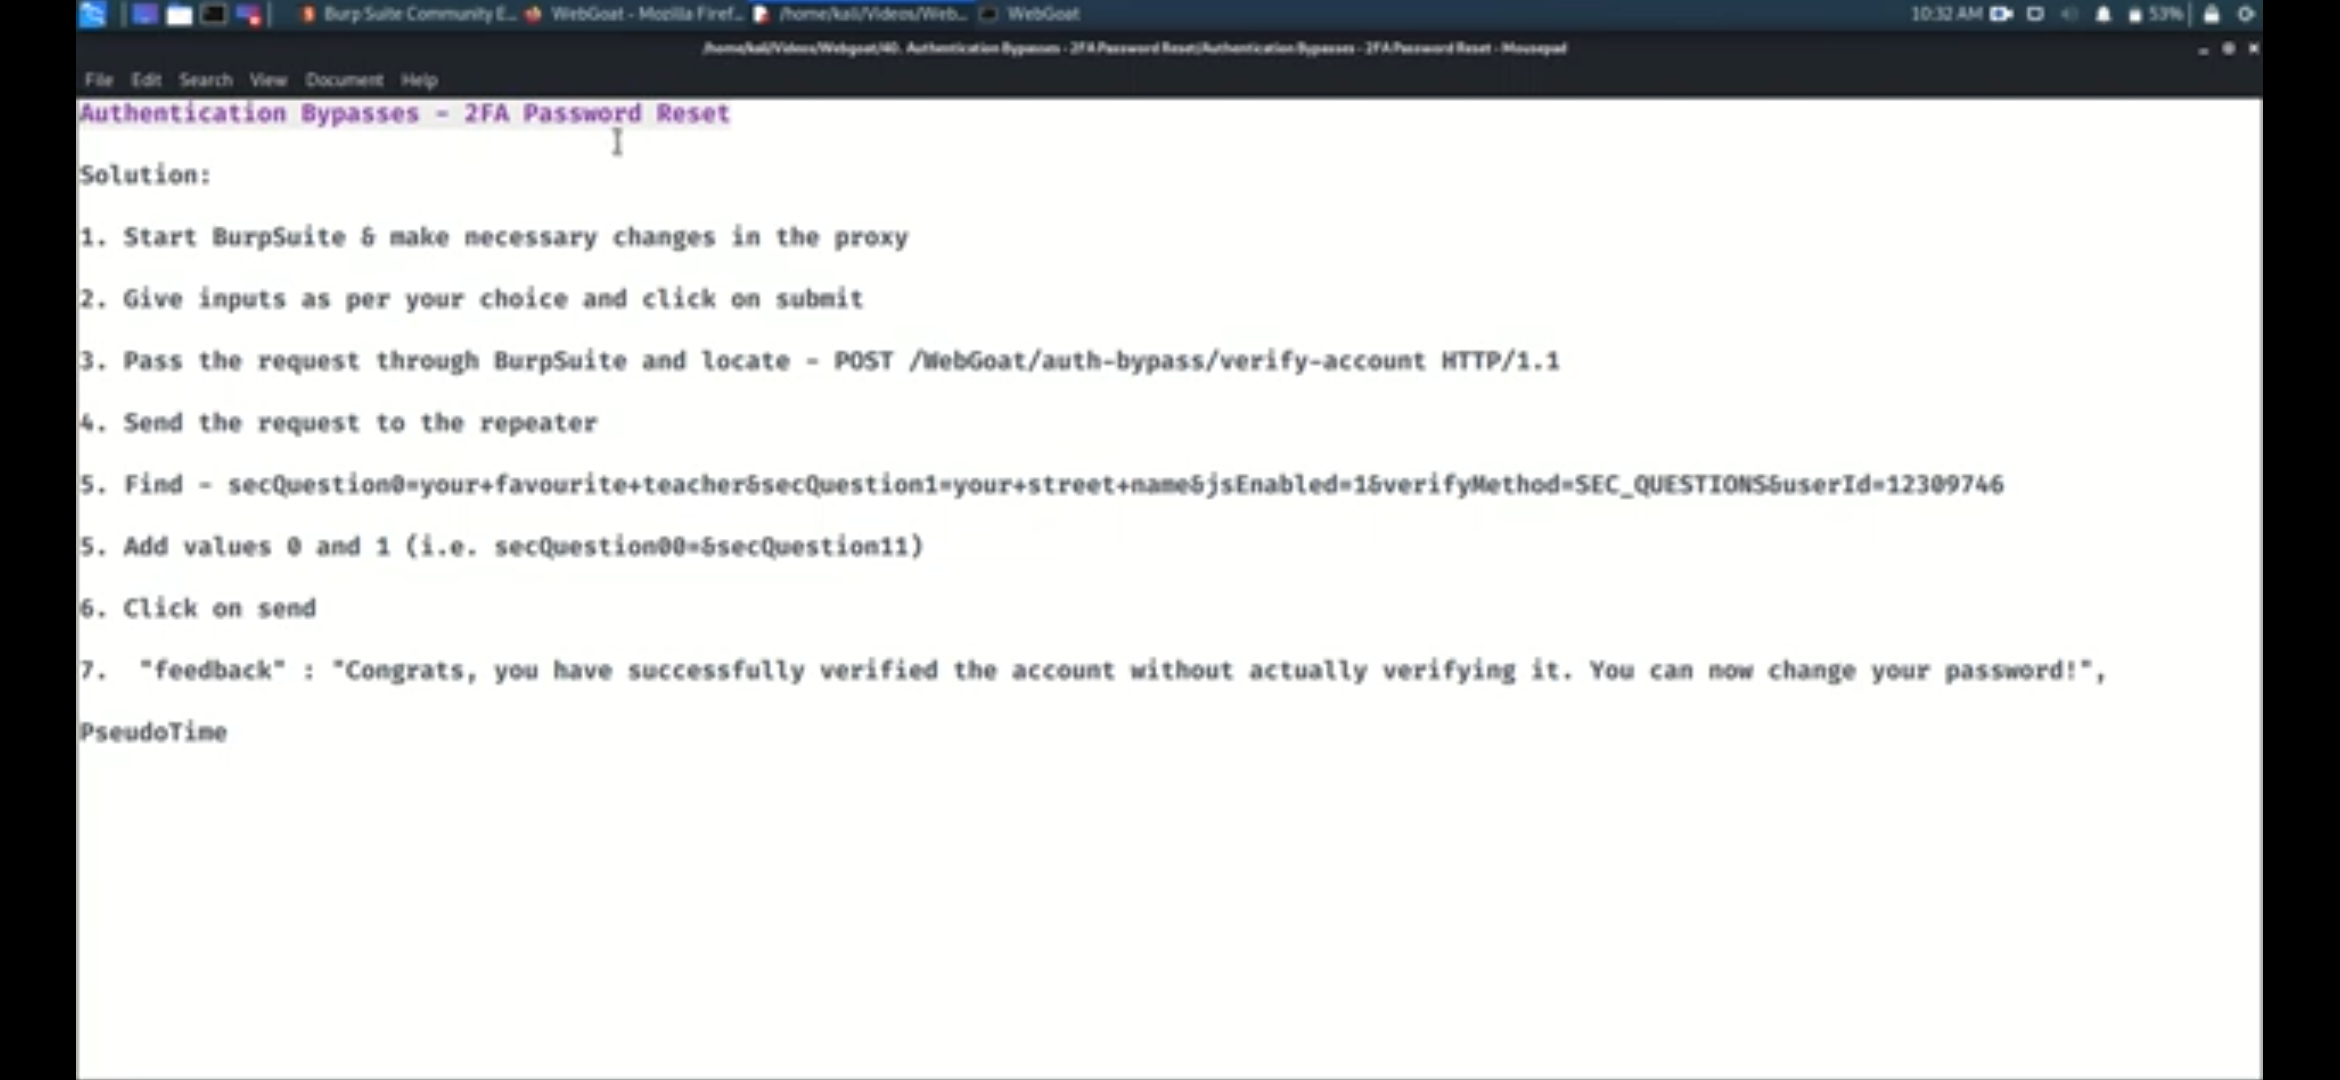 Burp Suite Community E...
WebGoat - Mozilla Firef...
/home/kali/Videos/Web...
WebGoat
10:32 AM
53%
/home/kali/Videos/Webgoat/40. Authentication Bypasses - 2FA Password Reset/Authentication Bypasses - 2FA Password Reset - Mousepad
File Edit Search View Document Help
Authentication Bypasses - 2FA Password Reset
Solution:
1. Start BurpSuite & make necessary changes in the proxy
2. Give inputs as per your choice and click on submit
3. Pass the request through BurpSuite and locate - POST /WebGoat/auth-bypass/verify-account HTTP/1.1
4. Send the request to the repeater
5. Find - secQuestion0=your+favourite+teacher&secQuestion1=your+street+name&jsEnabled=1&verifyMethod=SEC_QUESTIONS&userId=12309746
5. Add values 0 and 1 (i.e. secQuestion00=&secQuestion11)
6. Click on send
7.  "feedback" : "Congrats, you have successfully verified the account without actually verifying it. You can now change your password!",
PseudoTime